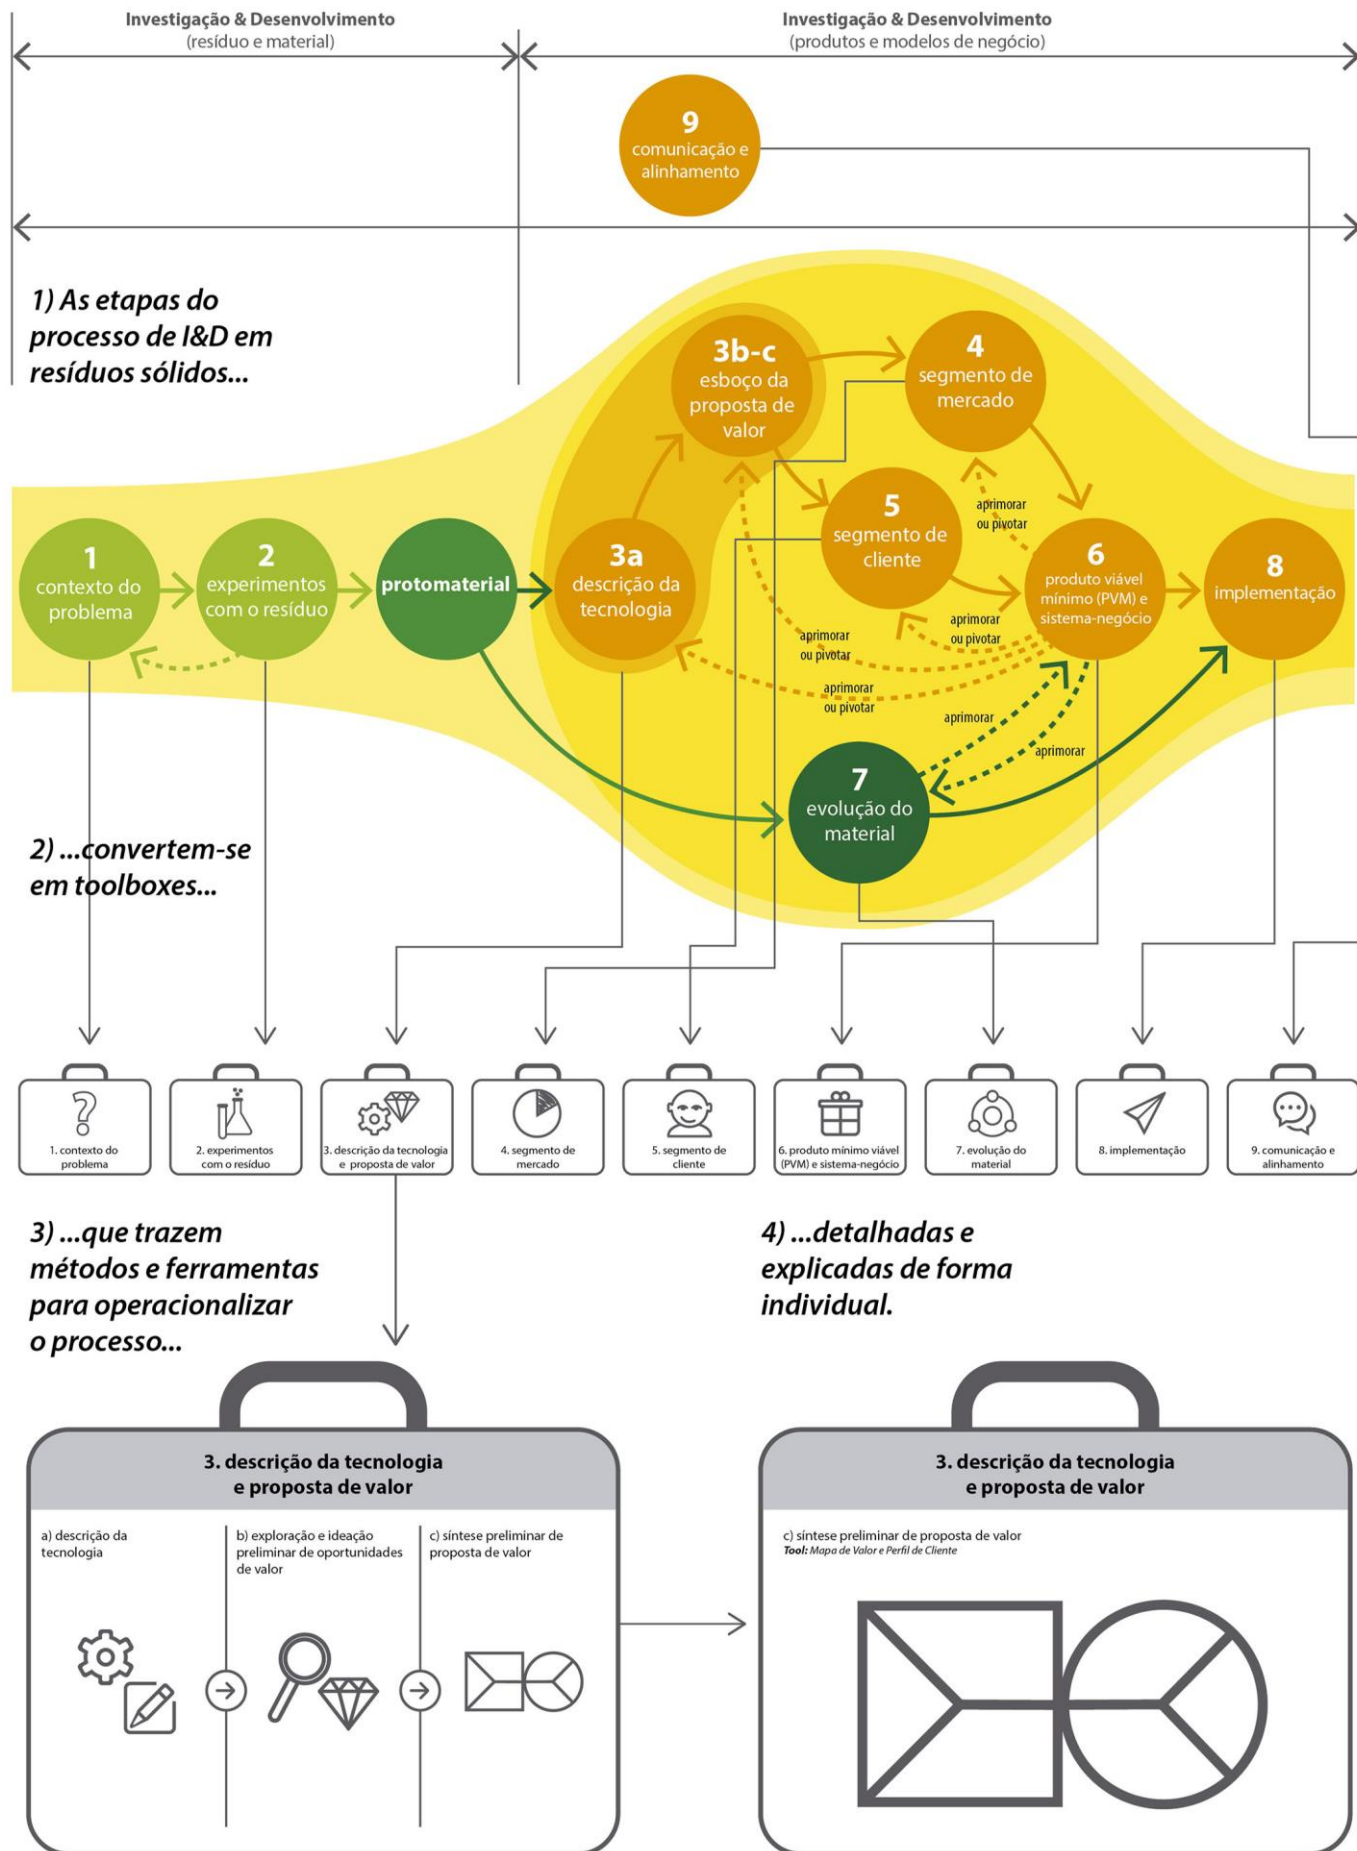 Investigação & Desenvolvimento
(resíduo e material)
Investigação & Desenvolvimento
(produtos e modelos de negócio)
9
comunicação e
alinhamento
1) As etapas do
processo de I&D em
resíduos sólidos...
3b-c
esboço da
proposta de
valor
4
segmento de
mercado
5
segmento de
cliente
aprimorar
ou pivotar
1
contexto do
problema
2
experimentos
com o resíduo
protomaterial
3a
descrição da
tecnologia
6
produto viável
mínimo (PVM) e
sistema-negócio
8
implementação
aprimorar
ou pivotar
aprimorar
ou pivotar
aprimorar
ou pivotar
aprimorar
aprimorar
7
evolução do
material
2) ...convertem-se
em toolboxes...
1. contexto do
problema
2. experimentos
com o resíduo
3. descrição da tecnologia
e proposta de valor
4. segmento de
mercado
5. segmento de
cliente
6. produto mínimo viável
(PVM) e sistema-negócio
7. evolução do
material
8. implementação
9. comunicação e
alinhamento
3) ...que trazem
métodos e ferramentas
para operacionalizar
o processo...
4) ...detalhadas e
explicadas de forma
individual.
3. descrição da tecnologia
e proposta de valor
a) descrição da
tecnologia
b) exploração e ideação
preliminar de oportunidades
de valor
c) síntese preliminar de
proposta de valor
3. descrição da tecnologia
e proposta de valor
c) síntese preliminar de proposta de valor
Tool: Mapa de Valor e Perfil de Cliente